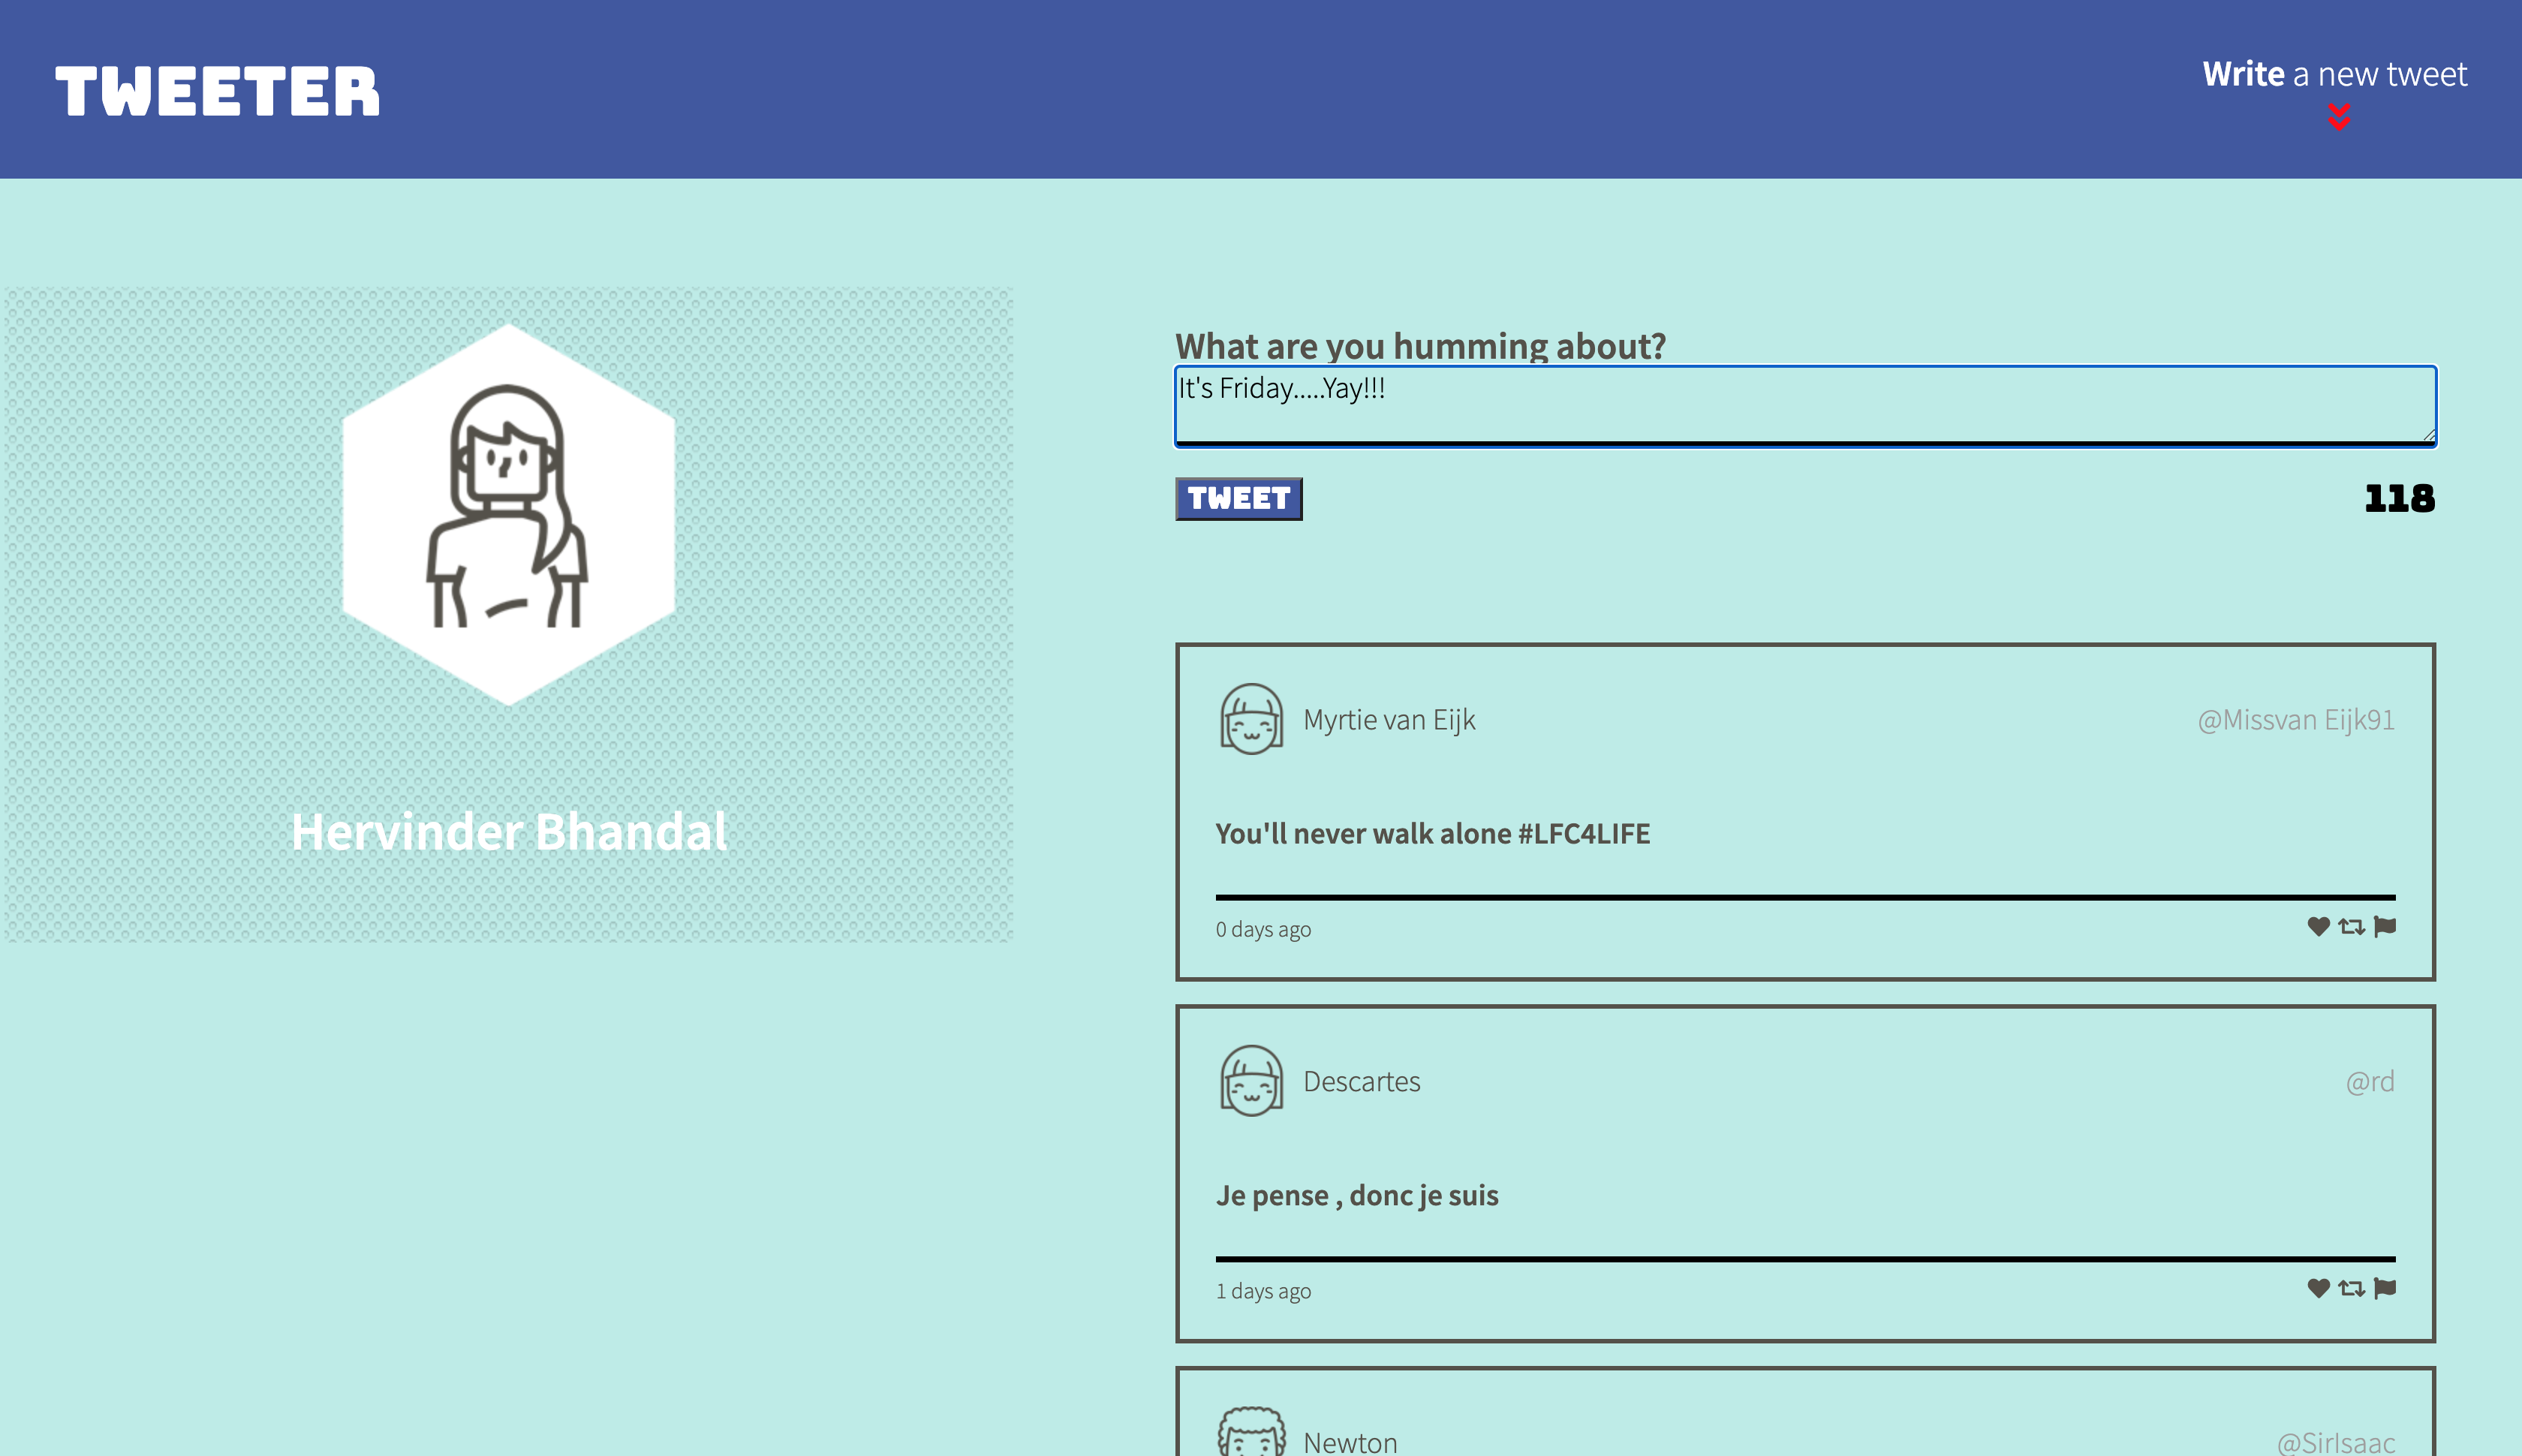 TWEETER
Write a new tweet
Hervinder Bhandal
What are you humming about?
It's Friday.....Yay!!!
TWEET
118
Myrtie van Eijk
@Missvan Eijk91
You'll never walk alone #LFC4LIFE
0 days ago
Descartes
@rd
Je pense , donc je suis
1 days ago
Newton
@SirIsaac